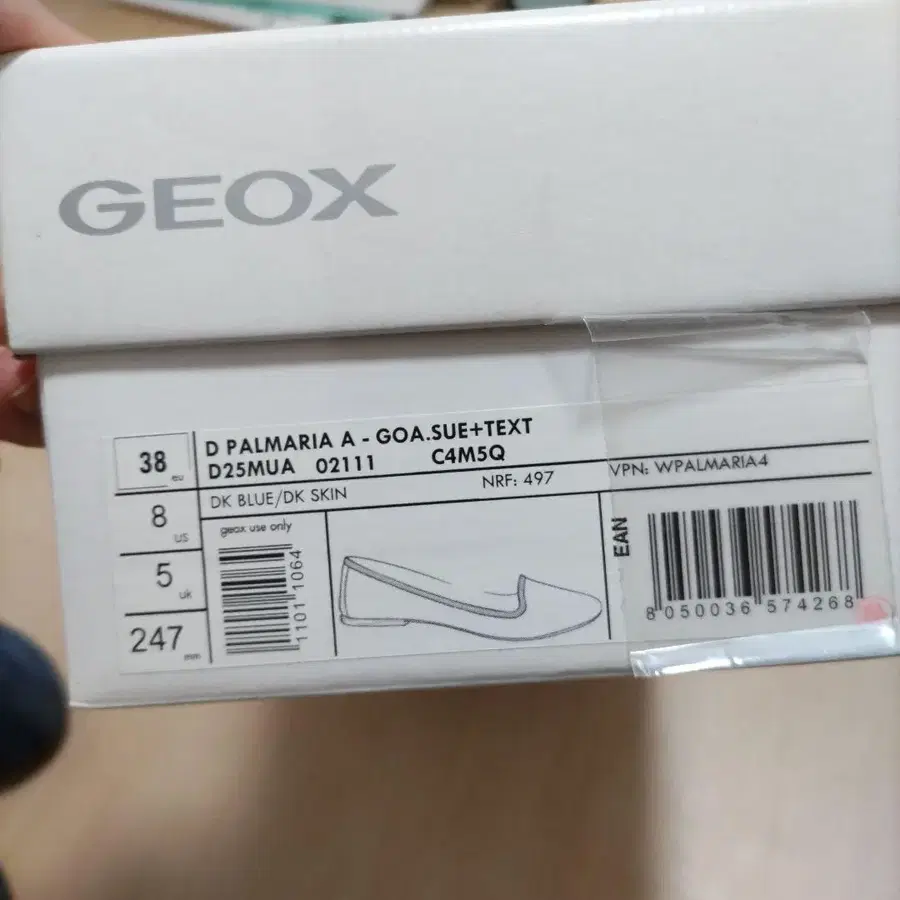 GEOX
38 eu
D PALMARIA A - GOA.SUE+TEXT
D25MUA 02111 C4M5Q
8 us
DK BLUE/DK SKIN NRF: 497 VPN: WPALMARIA4
5 uk
247 mm
geox use only
1101 1064
EAN
8 050036 574268